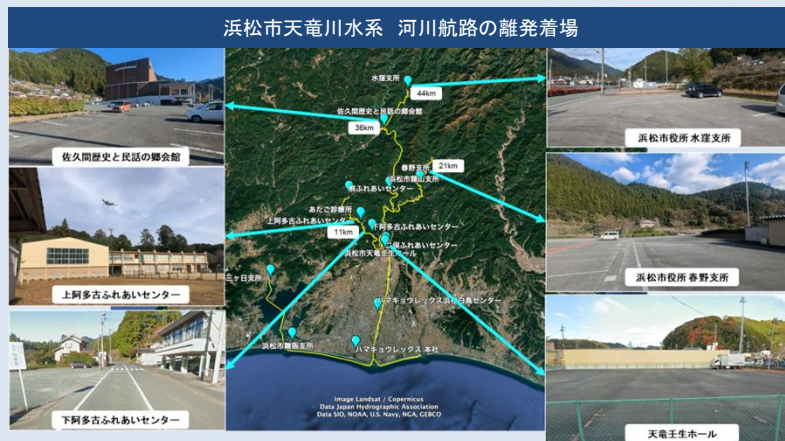 浜松市天竜川水系 河川航路の離発着場
佐久間歴史と民話の郷会館
上阿多古ふれあいセンター
下阿多古ふれあいセンター
水窪支所
44km
佐久間歴史と民話の郷会館
36km
春野支所
21km
浜松市龍山支所
熊ふれあいセンター
あたご診療所
上阿多古ふれあいセンター
下阿多古ふれあいセンター
11km
二俣ふれあいセンター
浜松市天竜壬生ホール
三ヶ日支所
ハマキョウレックス浜松白鳥センター
浜松市舞阪支所
ハマキョウレックス 本社
Image Landsat / Copernicus
Data Japan Hydrographic Association
Data SIO, NOAA, U.S. Navy, NGA, GEBCO
浜松市役所 水窪支所
浜松市役所 春野支所
天竜壬生ホール